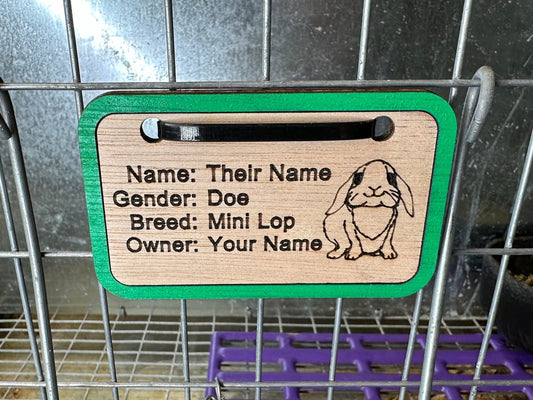 Name: Their Name
Gender: Doe
Breed: Mini Lop
Owner: Your Name